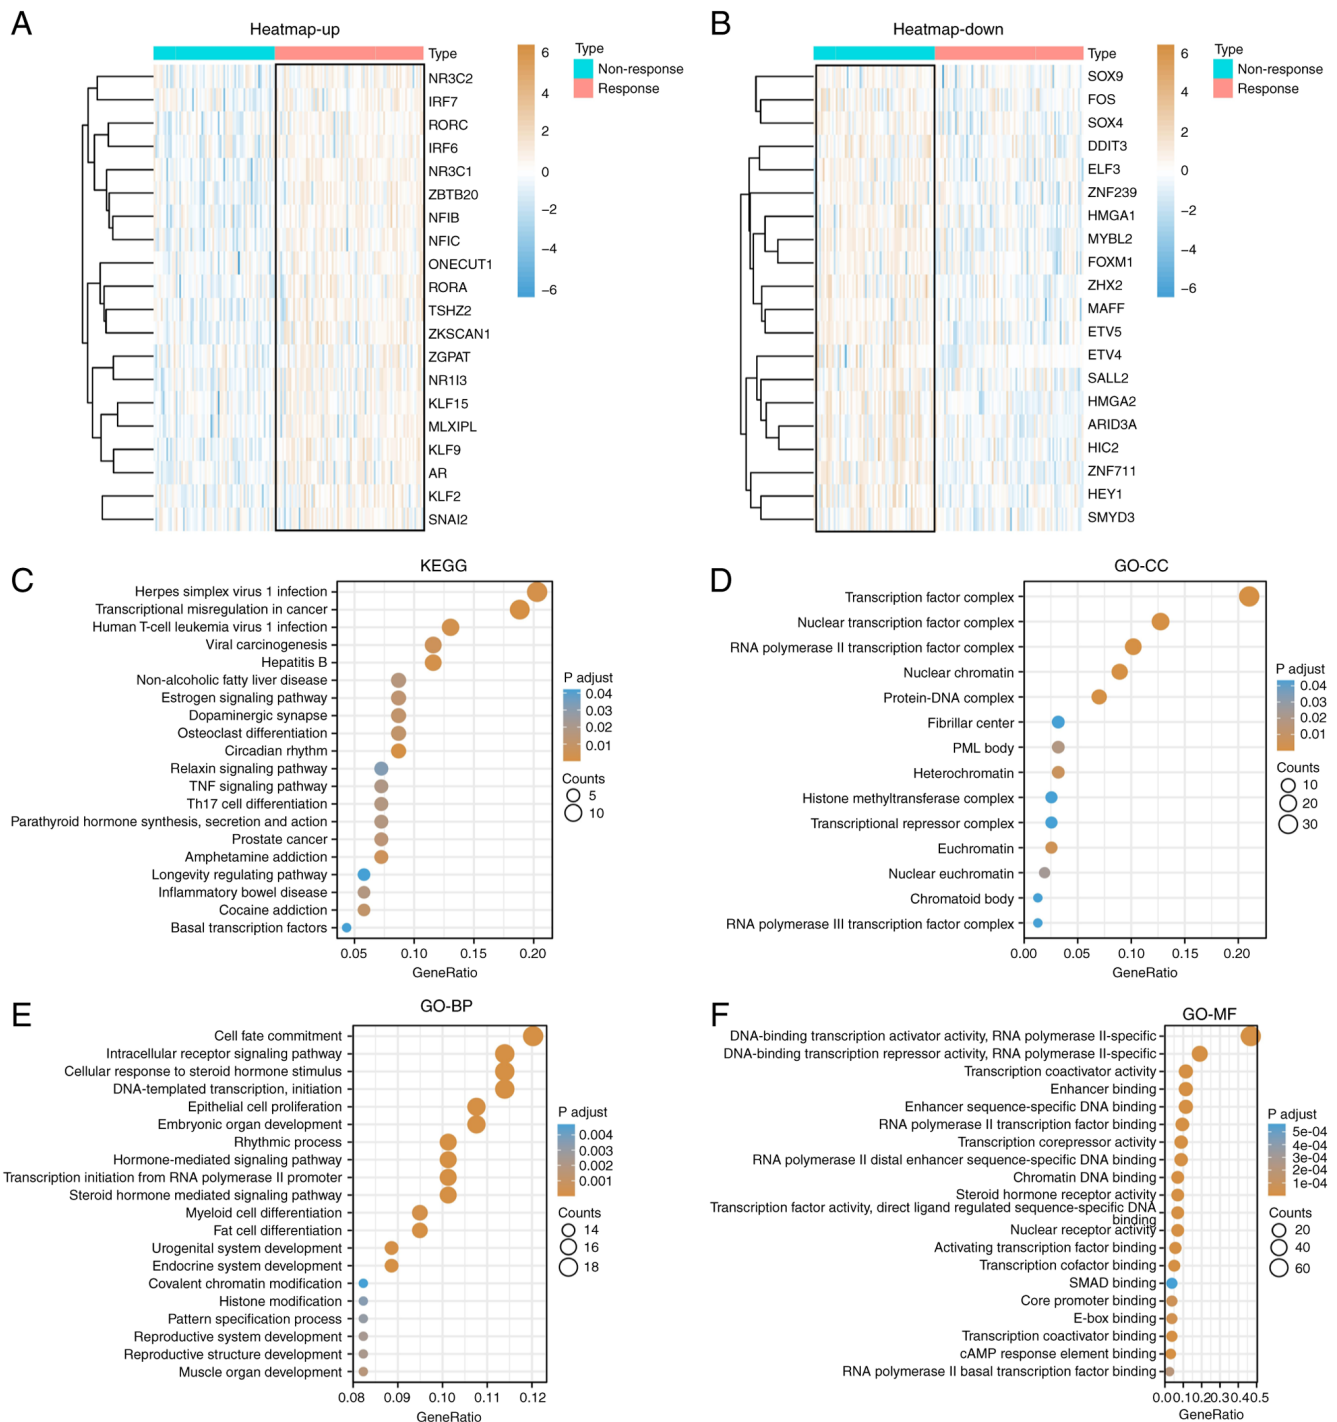 A
Heatmap-up
Type
NR3C2
IRF7
RORC
IRF6
NR3C1
ZBTB20
NFIB
NFIC
ONECUT1
RORA
TSHZ2
ZKSCAN1
ZGPAT
NR1I3
KLF15
MLXIPL
KLF9
AR
KLF2
SNAI2
6
4
2
0
−2
−4
−6
Type
Non-response
Response
B
Heatmap-down
Type
SOX9
FOS
SOX4
DDIT3
ELF3
ZNF239
HMGA1
MYBL2
FOXM1
ZHX2
MAFF
ETV5
ETV4
SALL2
HMGA2
ARID3A
HIC2
ZNF711
HEY1
SMYD3
6
4
2
0
−2
−4
−6
Type
Non-response
Response
C
KEGG
Herpes simplex virus 1 infection
Transcriptional misregulation in cancer
Human T-cell leukemia virus 1 infection
Viral carcinogenesis
Hepatitis B
Non-alcoholic fatty liver disease
Estrogen signaling pathway
Dopaminergic synapse
Osteoclast differentiation
Circadian rhythm
Relaxin signaling pathway
TNF signaling pathway
Th17 cell differentiation
Parathyroid hormone synthesis, secretion and action
Prostate cancer
Amphetamine addiction
Longevity regulating pathway
Inflammatory bowel disease
Cocaine addiction
Basal transcription factors
0.05 0.10 0.15 0.20
GeneRatio
P adjust
0.04
0.03
0.02
0.01
Counts
5
10
D
GO-CC
Transcription factor complex
Nuclear transcription factor complex
RNA polymerase II transcription factor complex
Nuclear chromatin
Protein-DNA complex
Fibrillar center
PML body
Heterochromatin
Histone methyltransferase complex
Transcriptional repressor complex
Euchromatin
Nuclear euchromatin
Chromatoid body
RNA polymerase III transcription factor complex
0.00 0.05 0.10 0.15 0.20
GeneRatio
P adjust
0.04
0.03
0.02
0.01
Counts
10
20
30
E
GO-BP
Cell fate commitment
Intracellular receptor signaling pathway
Cellular response to steroid hormone stimulus
DNA-templated transcription, initiation
Epithelial cell proliferation
Embryonic organ development
Rhythmic process
Hormone-mediated signaling pathway
Transcription initiation from RNA polymerase II promoter
Steroid hormone mediated signaling pathway
Myeloid cell differentiation
Fat cell differentiation
Urogenital system development
Endocrine system development
Covalent chromatin modification
Histone modification
Pattern specification process
Reproductive system development
Reproductive structure development
Muscle organ development
0.08 0.09 0.10 0.11 0.12
GeneRatio
P adjust
0.004
0.003
0.002
0.001
Counts
14
16
18
F
GO-MF
DNA-binding transcription activator activity, RNA polymerase II-specific
DNA-binding transcription repressor activity, RNA polymerase II-specific
Transcription coactivator activity
Enhancer binding
Enhancer sequence-specific DNA binding
RNA polymerase II transcription factor binding
Transcription corepressor activity
RNA polymerase II distal enhancer sequence-specific DNA binding
Chromatin DNA binding
Steroid hormone receptor activity
Transcription factor activity, direct ligand regulated sequence-specific DNA
binding
Nuclear receptor activity
Activating transcription factor binding
Transcription cofactor binding
SMAD binding
Core promoter binding
E-box binding
Transcription coactivator binding
cAMP response element binding
RNA polymerase II basal transcription factor binding
0.0 0.1 0.2 0.3 0.4 0.5
GeneRatio
P adjust
5e-04
4e-04
3e-04
2e-04
1e-04
Counts
20
40
60